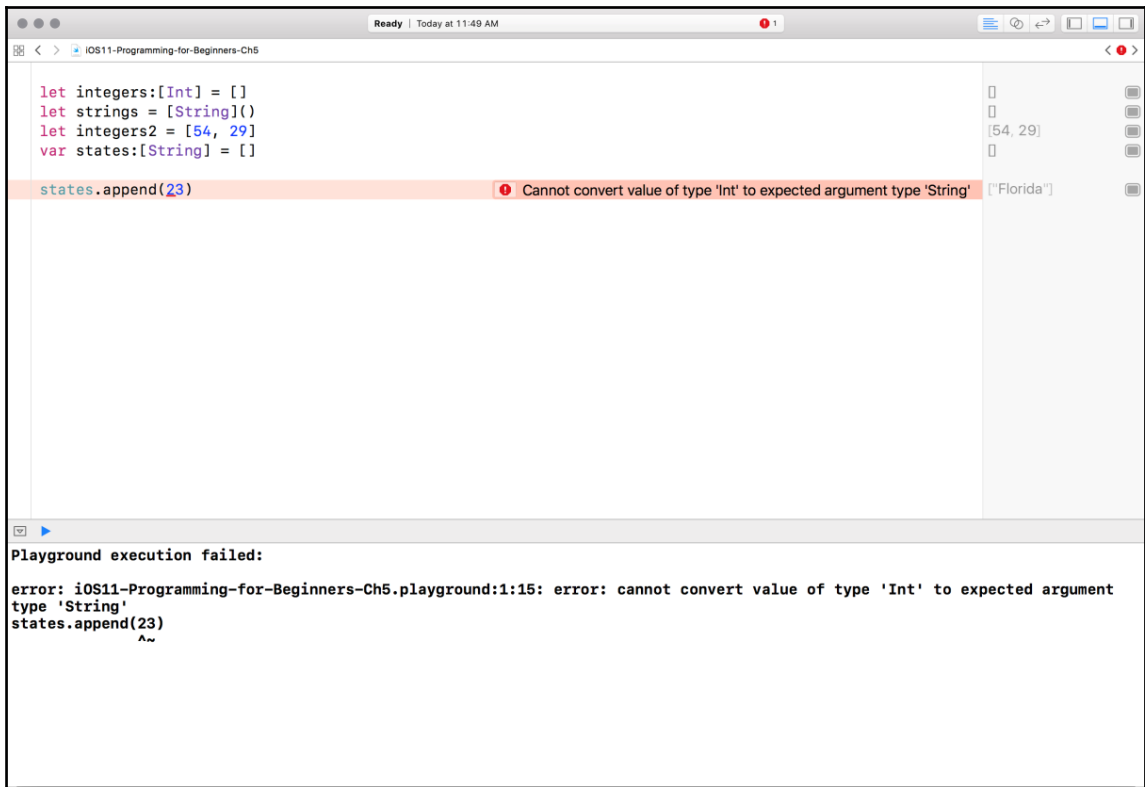 Ready | Today at 11:49 AM
1
iOS11-Programming-for-Beginners-Ch5
let integers:[Int] = []
[]
let strings = [String]()
[]
let integers2 = [54, 29]
[54, 29]
var states:[String] = []
[]
states.append(23)
Cannot convert value of type 'Int' to expected argument type 'String'
["Florida"]
Playground execution failed:
error: iOS11-Programming-for-Beginners-Ch5.playground:1:15: error: cannot convert value of type 'Int' to expected argument
type 'String'
states.append(23)
^~